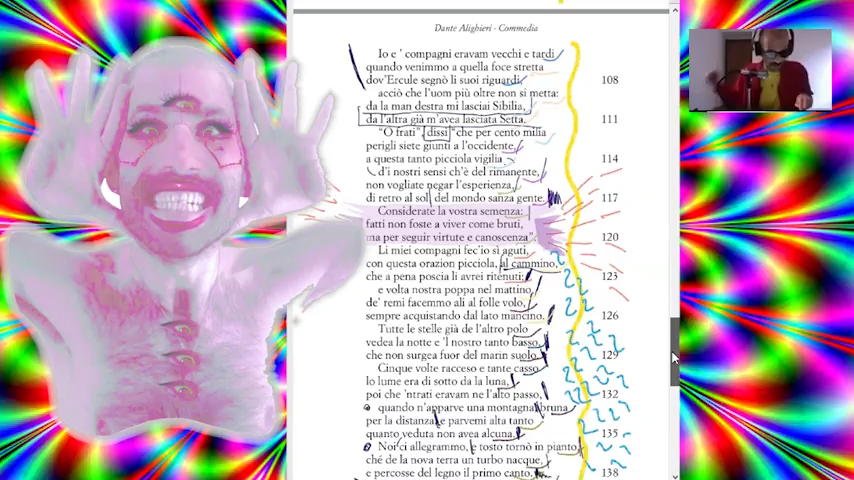 Dante Alighieri - Commedia
Io e ' compagni eravam vecchi e tardi
quando venimmo a quella foce stretta
dov'Ercule segnò li suoi riguardi, 108
acciò che l'uom più oltre non si metta:
da la man destra mi lasciai Sibilia,
da l'altra già m'avea lasciata Setta. 111
"O frati", dissi "che per cento milia
perigli siete giunti a l'occidente,
a questa tanto picciola vigilia 114
d'i nostri sensi ch'è del rimanente,
non vogliate negar l'esperienza,
di retro al sol, del mondo sanza gente. 117
Considerate la vostra semenza:
fatti non foste a viver come bruti,
ma per seguir virtute e canoscenza". 120
Li miei compagni fec'io sì aguti,
con questa orazion picciola, al cammino,
che a pena poscia li avrei ritenuti; 123
e volta nostra poppa nel mattino,
de' remi facemmo ali al folle volo,
sempre acquistando dal lato mancino. 126
Tutte le stelle già de l'altro polo
vedea la notte e 'l nostro tanto basso,
che non surgea fuor del marin suolo. 129
Cinque volte racceso e tante casso
lo lume era di sotto da la luna,
poi che 'ntrati eravam ne l'alto passo, 132
quando n'apparve una montagna, bruna
per la distanza, e parvemi alta tanto
quanto veduta non avea alcuna. 135
Noi ci allegrammo, e tosto tornò in pianto,
ché de la nova terra un turbo nacque,
e percosse del legno il primo canto. 138